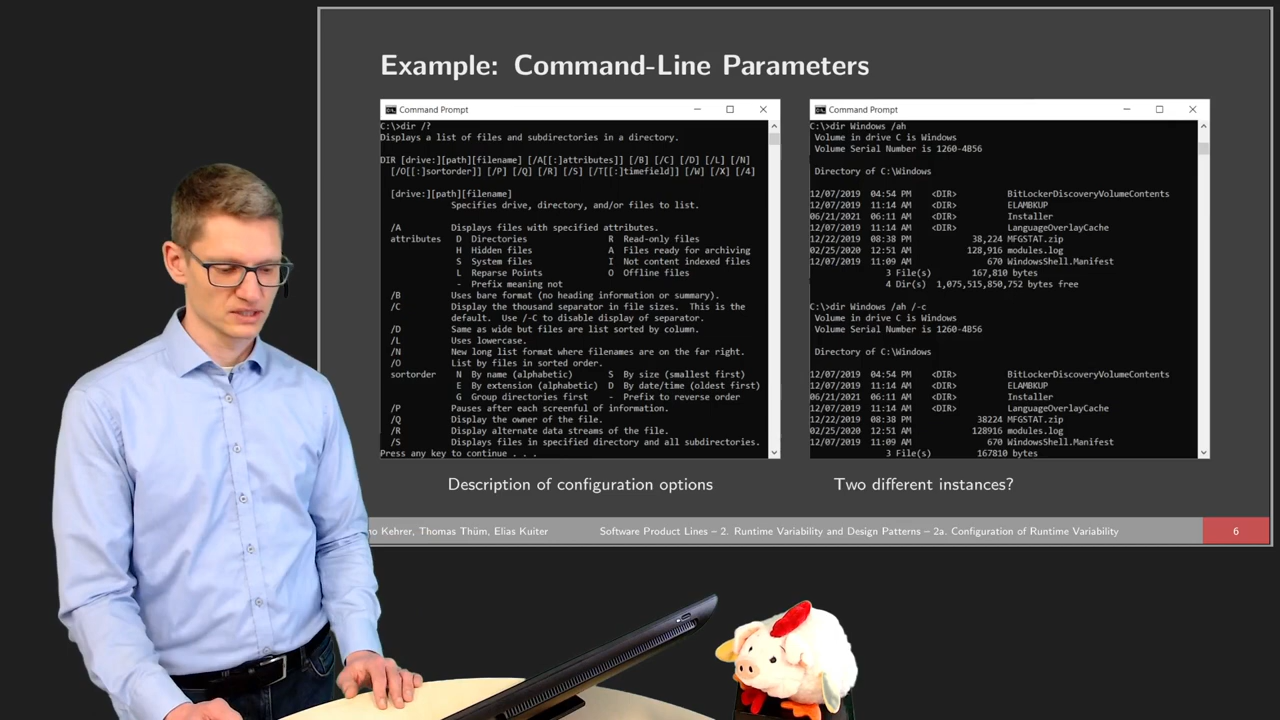 Example: Command-Line Parameters
Command Prompt
C:\>dir /?
Displays a list of files and subdirectories in a directory.
DIR [drive:][path][filename] [/A[[:]attributes]] [/B] [/C] [/D] [/L] [/N]
[/O[[:]sortorder]] [/P] [/Q] [/R] [/S] [/T[[:]timefield]] [/W] [/X] [/4]
[drive:][path][filename]
Specifies drive, directory, and/or files to list.
/A Displays files with specified attributes.
attributes D Directories R Read-only files
H Hidden files A Files ready for archiving
S System files I Not content indexed files
L Reparse Points O Offline files
- Prefix meaning not
/B Uses bare format (no heading information or summary).
/C Display the thousand separator in file sizes. This is the
default. Use /-C to disable display of separator.
/D Same as wide but files are list sorted by column.
/L Uses lowercase.
/N New long list format where filenames are on the far right.
/O List by files in sorted order.
sortorder N By name (alphabetic) S By size (smallest first)
E By extension (alphabetic) D By date/time (oldest first)
G Group directories first - Prefix to reverse order
/P Pauses after each screenful of information.
/Q Display the owner of the file.
/R Display alternate data streams of the file.
/S Displays files in specified directory and all subdirectories.
Press any key to continue . . .
Description of configuration options
Command Prompt
C:\>dir Windows /ah
Volume in drive C is Windows
Volume Serial Number is 1260-4B56
Directory of C:\Windows
12/07/2019 04:54 PM <DIR> BitLockerDiscoveryVolumeContents
12/07/2019 11:14 AM <DIR> ELAMBKUP
06/21/2021 06:11 AM <DIR> Installer
12/07/2019 11:14 AM <DIR> LanguageOverlayCache
12/22/2019 08:38 PM 38,224 MFGSTAT.zip
02/25/2020 12:51 AM 128,916 modules.log
12/07/2019 11:09 AM 670 WindowsShell.Manifest
3 File(s) 167,810 bytes
4 Dir(s) 1,075,515,850,752 bytes free
C:\>dir Windows /ah /-c
Volume in drive C is Windows
Volume Serial Number is 1260-4B56
Directory of C:\Windows
12/07/2019 04:54 PM <DIR> BitLockerDiscoveryVolumeContents
12/07/2019 11:14 AM <DIR> ELAMBKUP
06/21/2021 06:11 AM <DIR> Installer
12/07/2019 11:14 AM <DIR> LanguageOverlayCache
12/22/2019 08:38 PM 38224 MFGSTAT.zip
02/25/2020 12:51 AM 128916 modules.log
12/07/2019 11:09 AM 670 WindowsShell.Manifest
3 File(s) 167810 bytes
Two different instances?
Kehrer, Thomas Thüm, Elias Kuiter Software Product Lines – 2. Runtime Variability and Design Patterns – 2a. Configuration of Runtime Variability 6